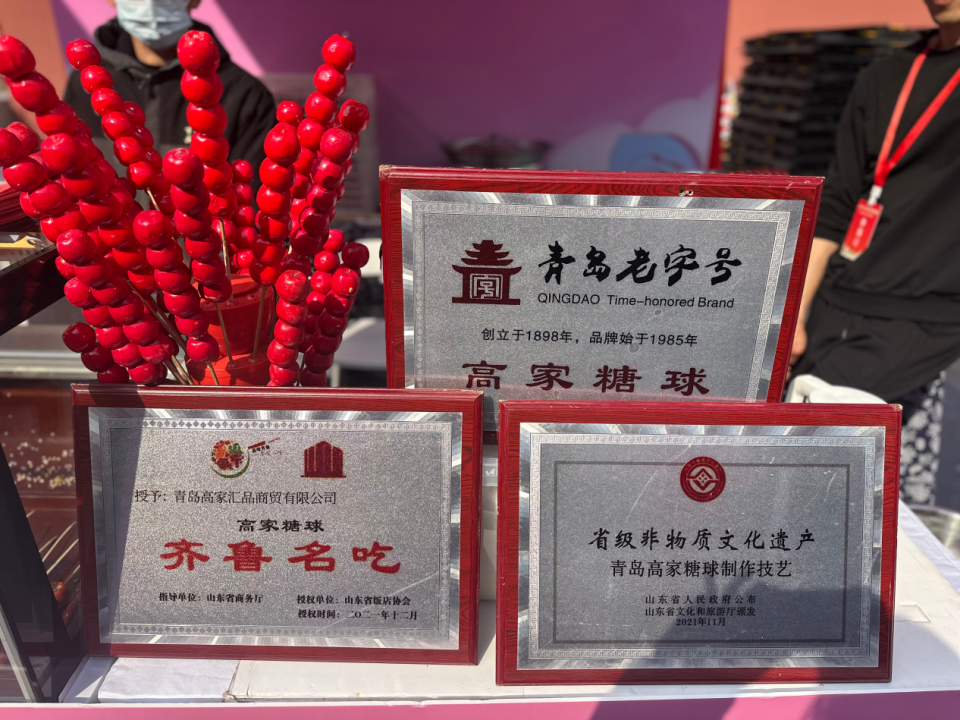 青岛老字号
QINGDAO Time-honored Brand
创立于1898年，品牌始于1985年
高家糖球
授予：青岛高家汇品商贸有限公司
高家糖球
齐鲁名吃
指导单位：山东省商务厅 授权单位：山东省饭店协会
授权时间：二〇二一年十二月
省级非物质文化遗产
青岛高家糖球制作技艺
山东省人民政府公布
山东省文化和旅游厅颁发
2021年11月